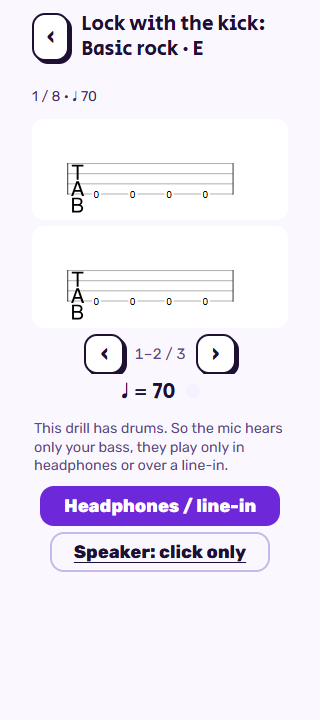 Lock with the kick:
Basic rock · E
1 / 8 • ♩ 70
T
A
B
0 0 0 0
T
A
B
0 0 0 0
‹ 1–2 / 3 ›
♩ = 70
This drill has drums. So the mic hears
only your bass, they play only in
headphones or over a line-in.
Headphones / line-in
Speaker: click only